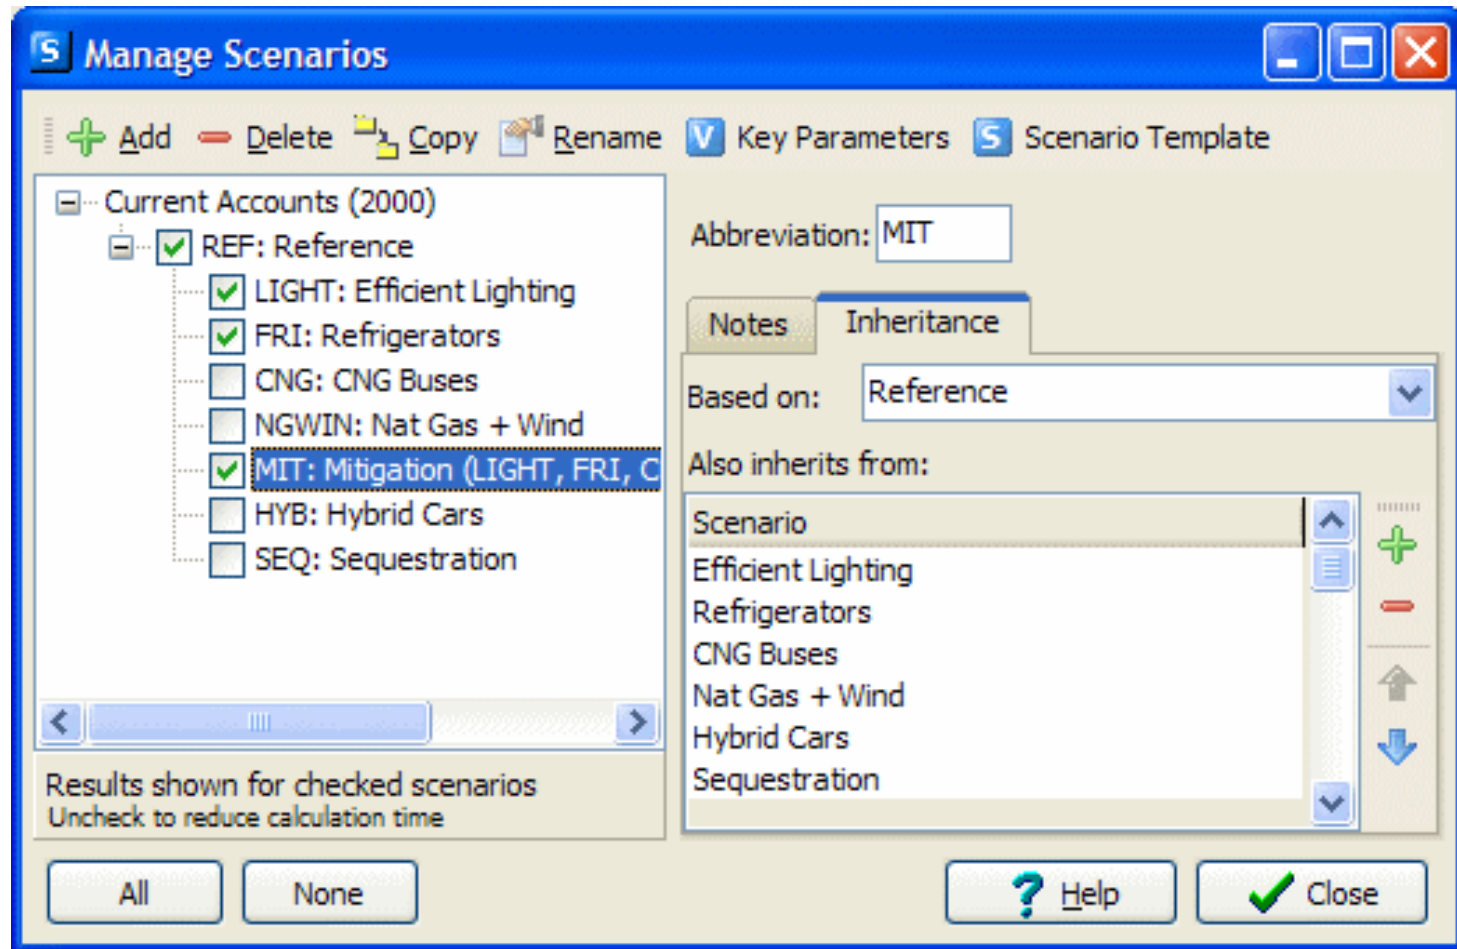 S Manage Scenarios
Add Delete Copy Rename V Key Parameters S Scenario Template
Current Accounts (2000)
REF: Reference
LIGHT: Efficient Lighting
FRI: Refrigerators
CNG: CNG Buses
NGWIN: Nat Gas + Wind
MIT: Mitigation (LIGHT, FRI, C
HYB: Hybrid Cars
SEQ: Sequestration
Results shown for checked scenarios
Uncheck to reduce calculation time
Abbreviation: MIT
Notes Inheritance
Based on: Reference
Also inherits from:
Scenario
Efficient Lighting
Refrigerators
CNG Buses
Nat Gas + Wind
Hybrid Cars
Sequestration
All None ? Help Close